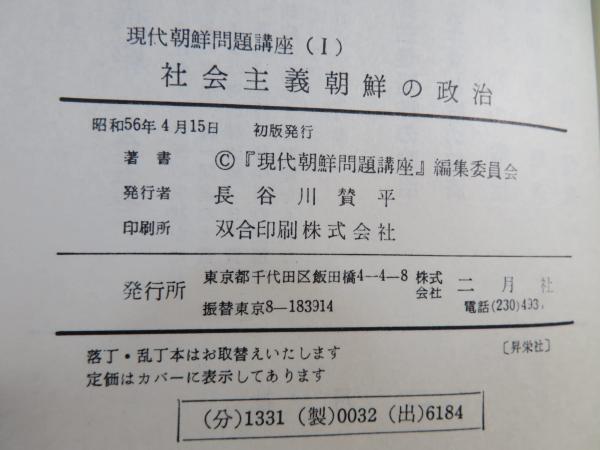 現代朝鮮問題講座(Ⅰ)
社会主義朝鮮の政治
昭和56年4月15日 初版発行
著書 ©『現代朝鮮問題講座』編集委員会
発行者 長谷川賛平
印刷所 双合印刷株式会社
発行所 東京都千代田区飯田橋4―4―8 株式会社 二月社
振替東京8―183914 電話(230)493
落丁・乱丁本はお取替えいたします 〔昇栄社〕
定価はカバーに表示してあります
(分)1331 (製)0032 (出)6184